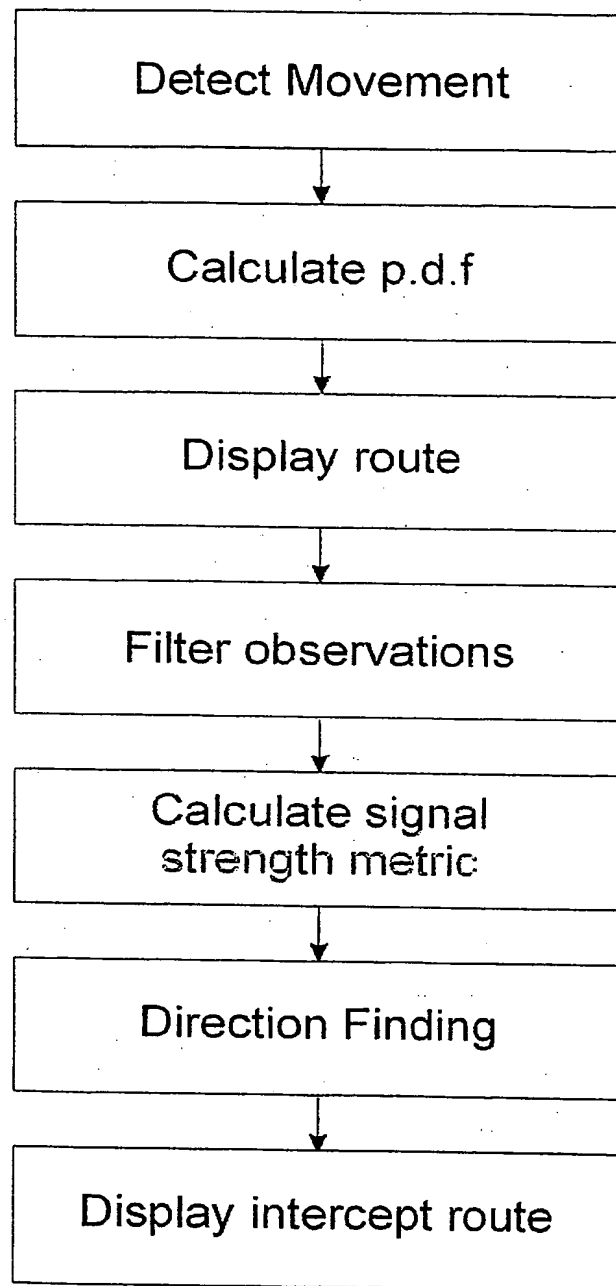 Detect Movement
Calculate p.d.f
Display route
Filter observations
Calculate signal
strength metric
Direction Finding
Display intercept route